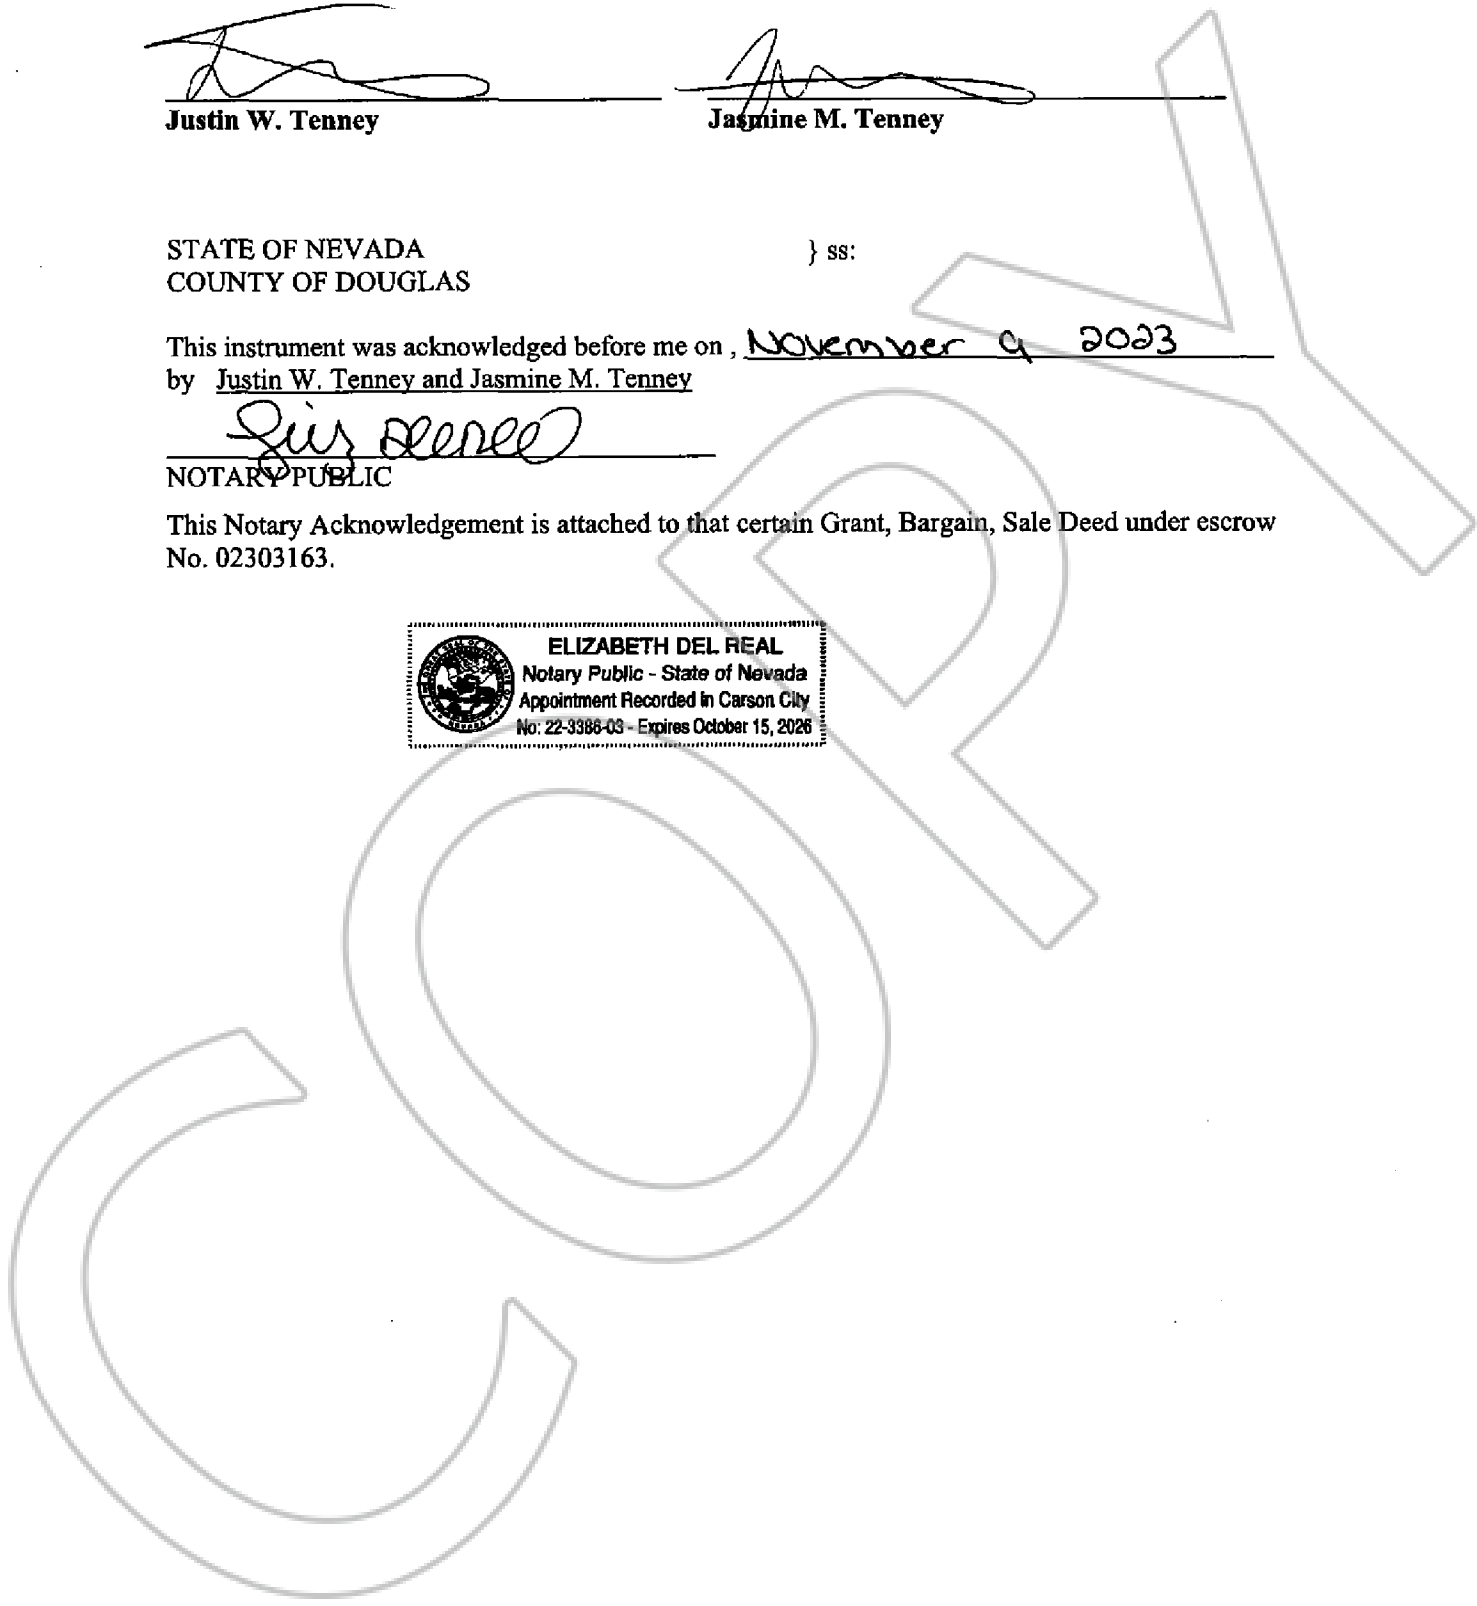 Justin W. Tenney
Jasmine M. Tenney
STATE OF NEVADA } ss:
COUNTY OF DOUGLAS
This instrument was acknowledged before me on , November 9 2023
by Justin W. Tenney and Jasmine M. Tenney
NOTARY PUBLIC
This Notary Acknowledgement is attached to that certain Grant, Bargain, Sale Deed under escrow
No. 02303163.
ELIZABETH DEL REAL
Notary Public - State of Nevada
Appointment Recorded in Carson City
No: 22-3386-03 - Expires October 15, 2026
COPY